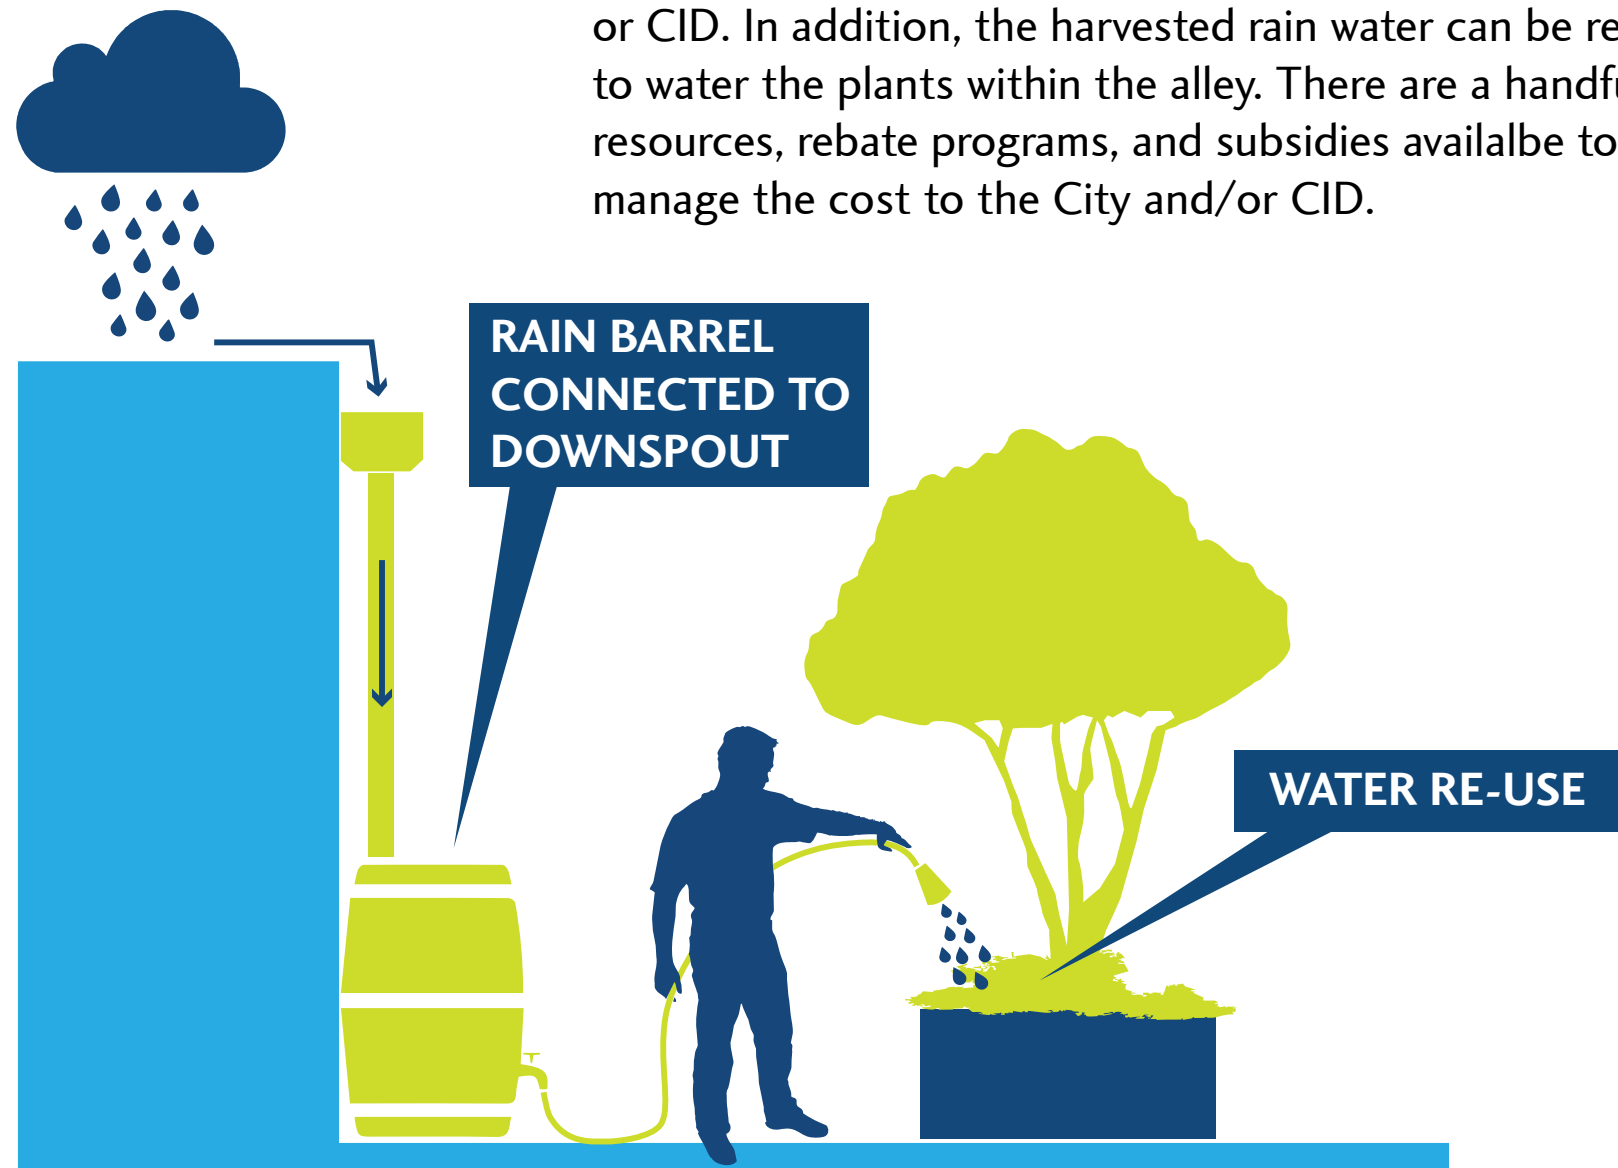 or CID. In addition, the harvested rain water can be re
to water the plants within the alley. There are a handfu
resources, rebate programs, and subsidies availalbe to
manage the cost to the City and/or CID.
RAIN BARREL
CONNECTED TO
DOWNSPOUT
WATER RE-USE